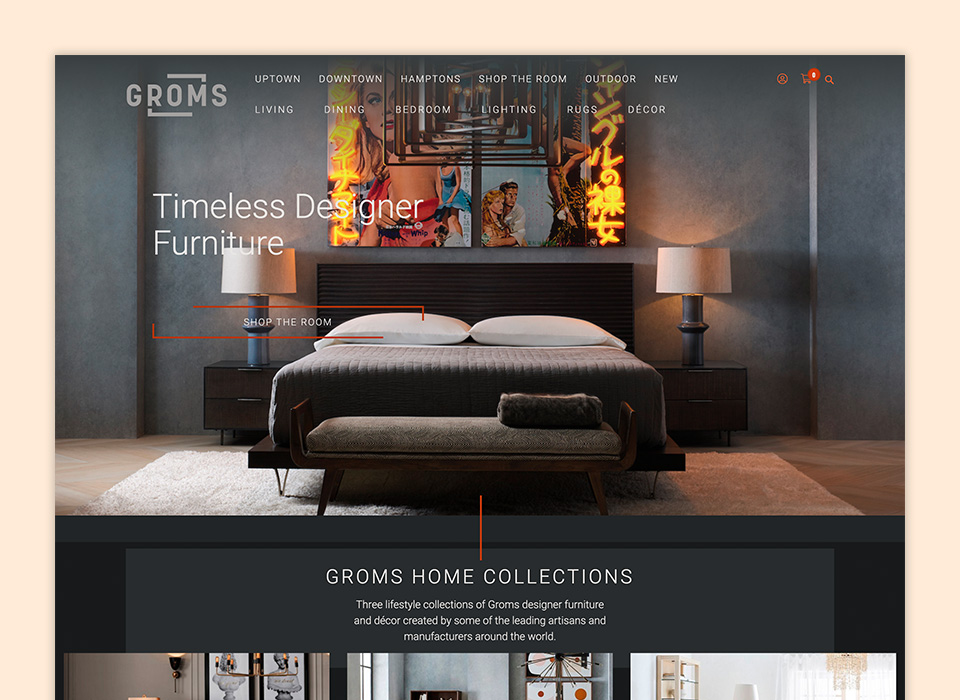 GROMS
UPTOWN DOWNTOWN HAMPTONS SHOP THE ROOM OUTDOOR NEW
0
LIVING DINING BEDROOM LIGHTING RUGS DÉCOR
Timeless Designer
Furniture
SHOP THE ROOM
Whip
GROMS HOME COLLECTIONS
Three lifestyle collections of Groms designer furniture
and décor created by some of the leading artisans and
manufacturers around the world.